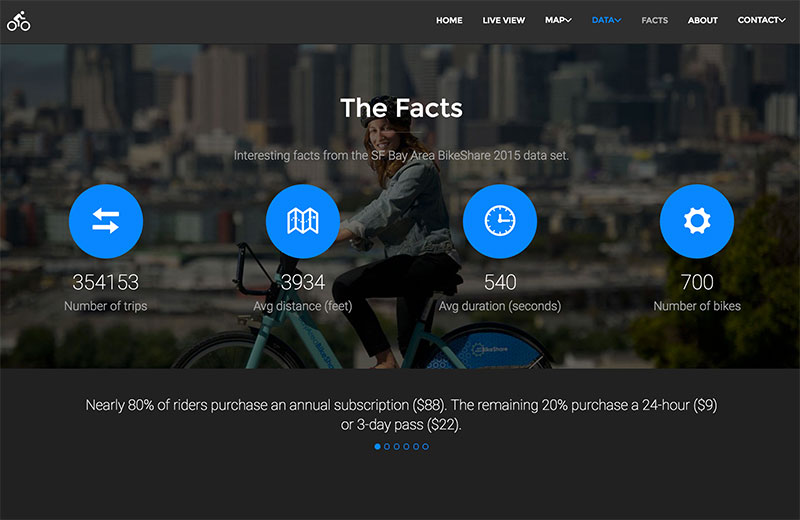 HOME LIVE VIEW MAP DATA FACTS ABOUT CONTACT
The Facts
Interesting facts from the SF Bay Area BikeShare 2015 data set.
354153 3934 540 700
Number of trips Avg distance (feet) Avg duration (seconds) Number of bikes
BikeShare
BikeShare
Nearly 80% of riders purchase an annual subscription ($88). The remaining 20% purchase a 24-hour ($9)
or 3-day pass ($22).